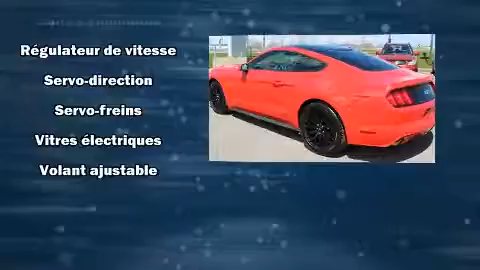 Régulateur de vitesse
Servo-direction
Servo-freins
Vitres électriques
Volant ajustable